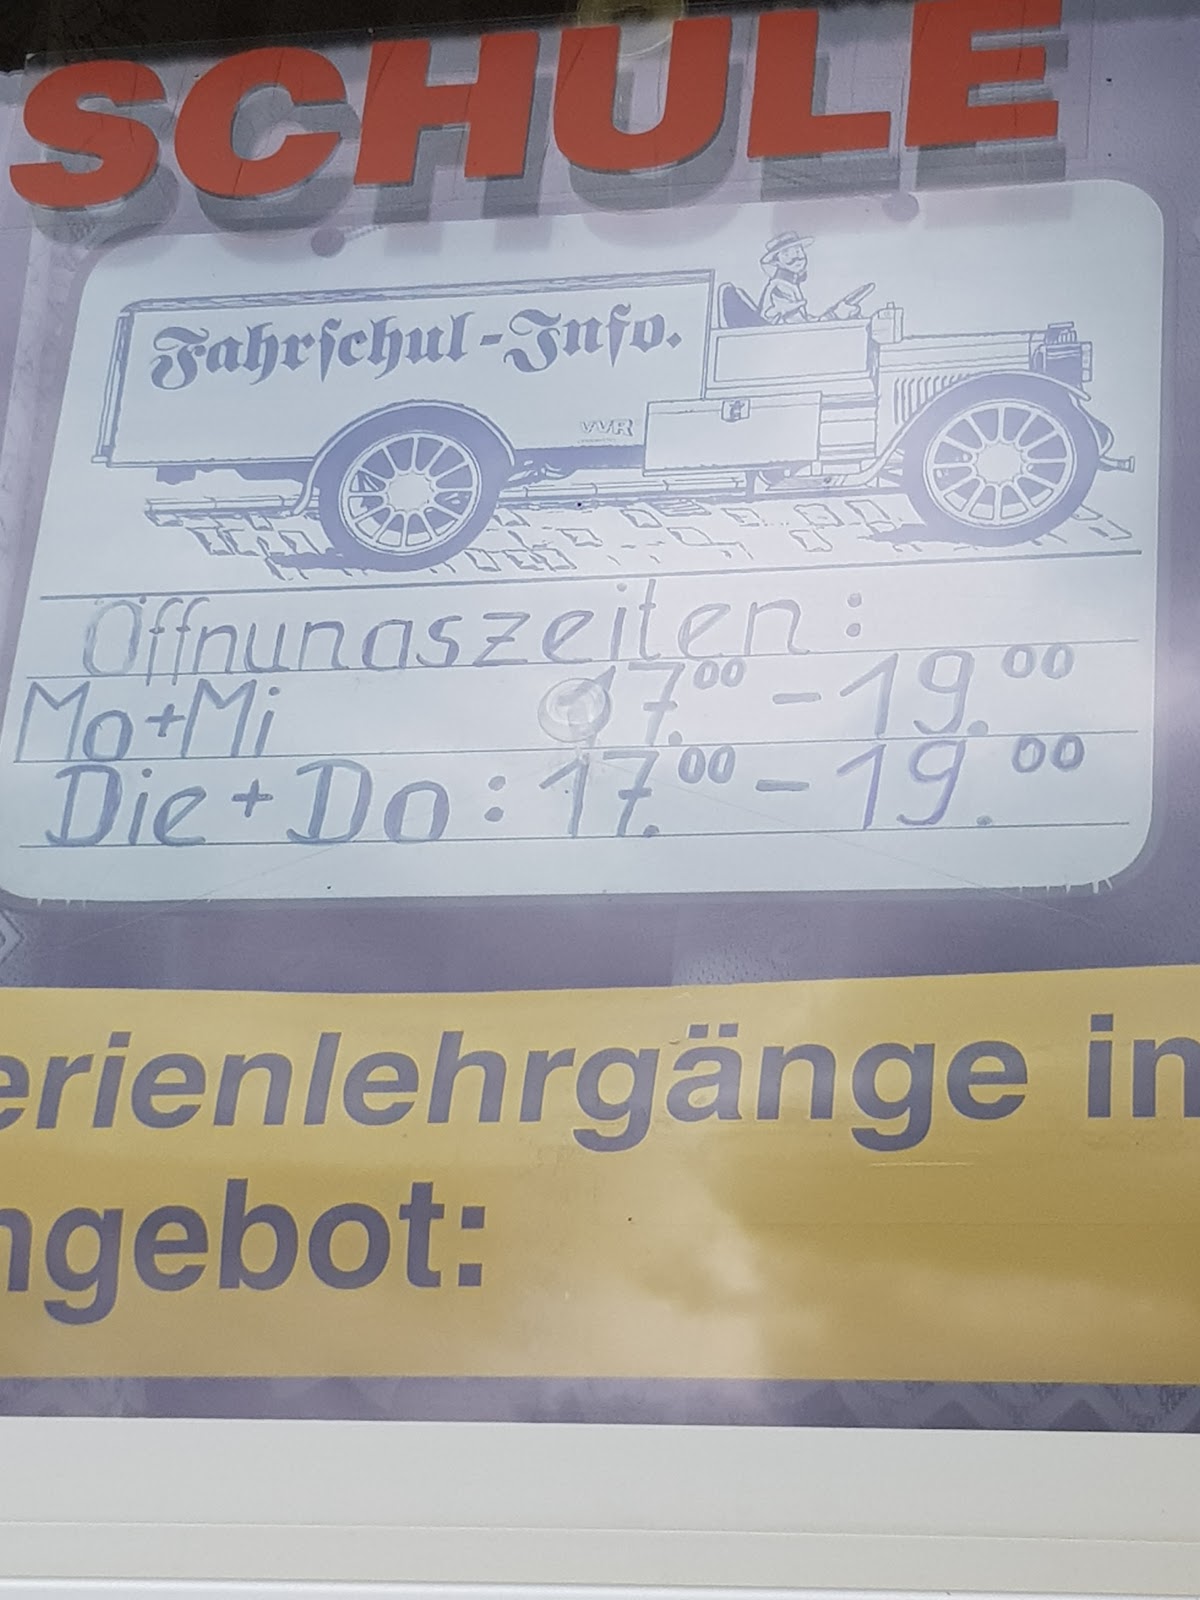 SCHULE
Fahrschul-Info.
VVR
Öffnungszeiten:
Mo+Mi 17.00 - 19.00
Die + Do: 17.00 - 19.00
erienlehrgänge in
ngebot: